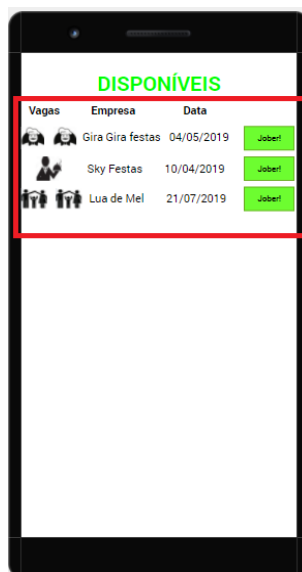 DISPONÍVEIS
Vagas Empresa Data
Gira Gira festas 04/05/2019 Jober!
Sky Festas 10/04/2019 Jober!
Lua de Mel 21/07/2019 Jober!